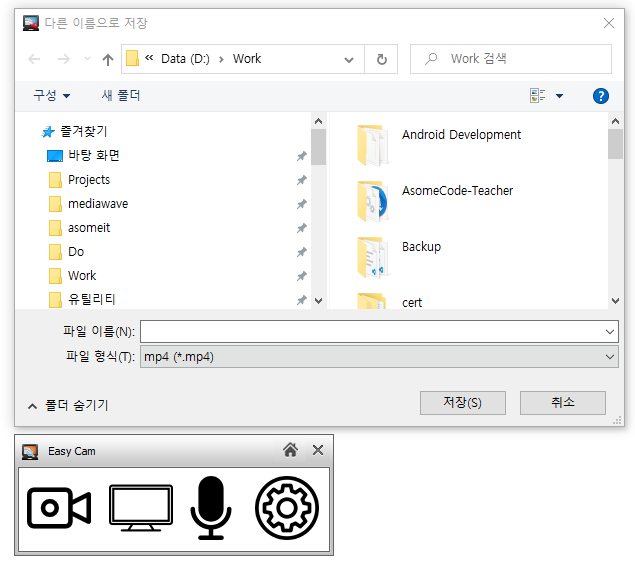 다른 이름으로 저장
« Data (D:) › Work
Work 검색
구성
새 폴더
즐겨찾기
바탕 화면
Projects
mediawave
asomeit
Do
Work
유틸리티
Android Development
AsomeCode-Teacher
Backup
cert
파일 이름(N):
파일 형식(T): mp4 (*.mp4)
폴더 숨기기
저장(S)
취소
Easy Cam